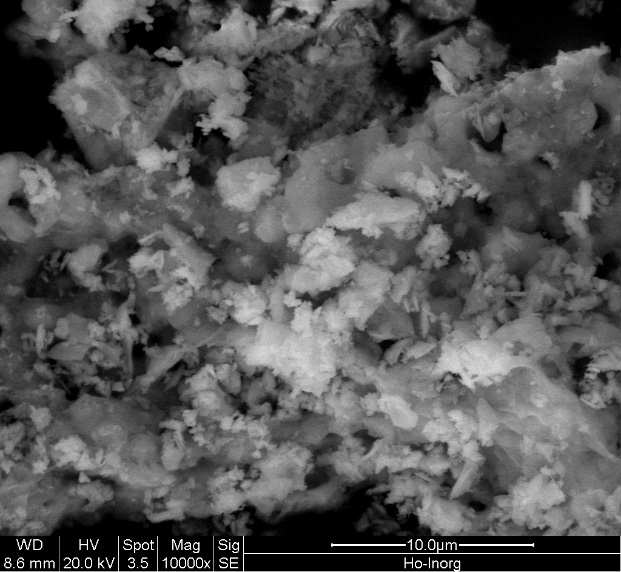 WD HV Spot Mag Sig 10.0µm
8.6 mm 20.0 kV 3.5 10000x SE Ho-Inorg